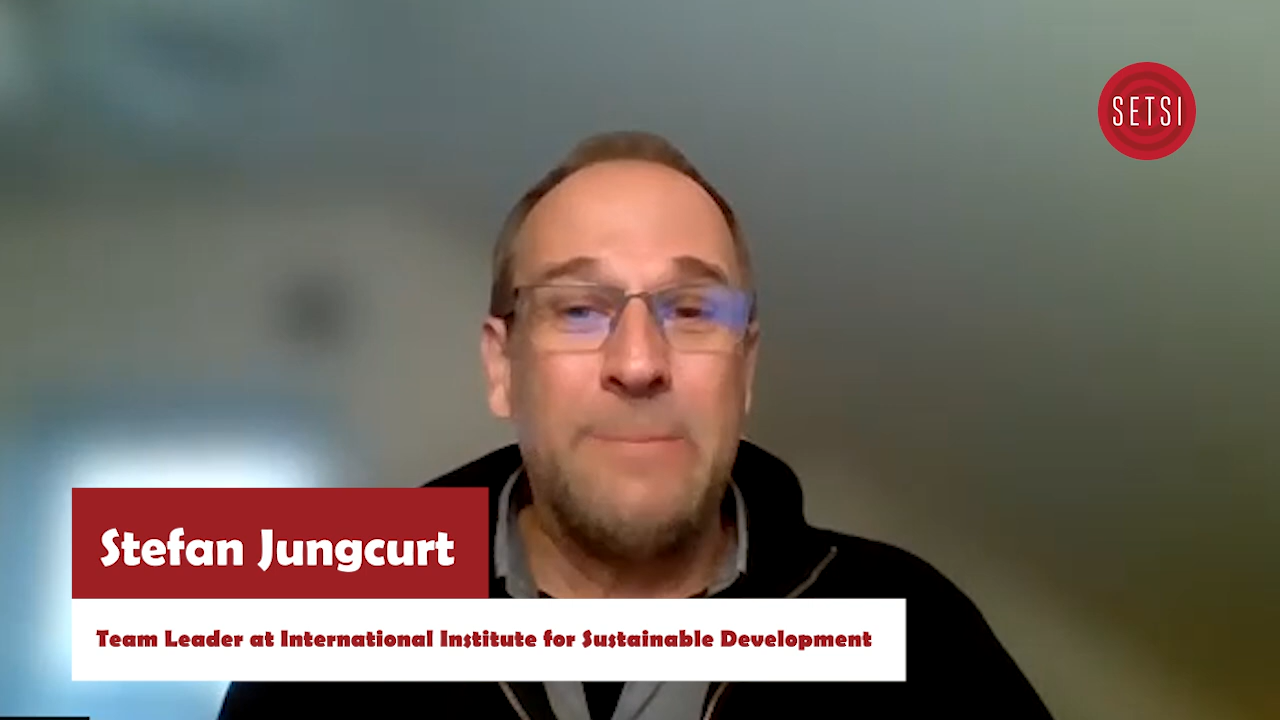 SETSI
Stefan Jungcurt
Team Leader at International Institute for Sustainable Development